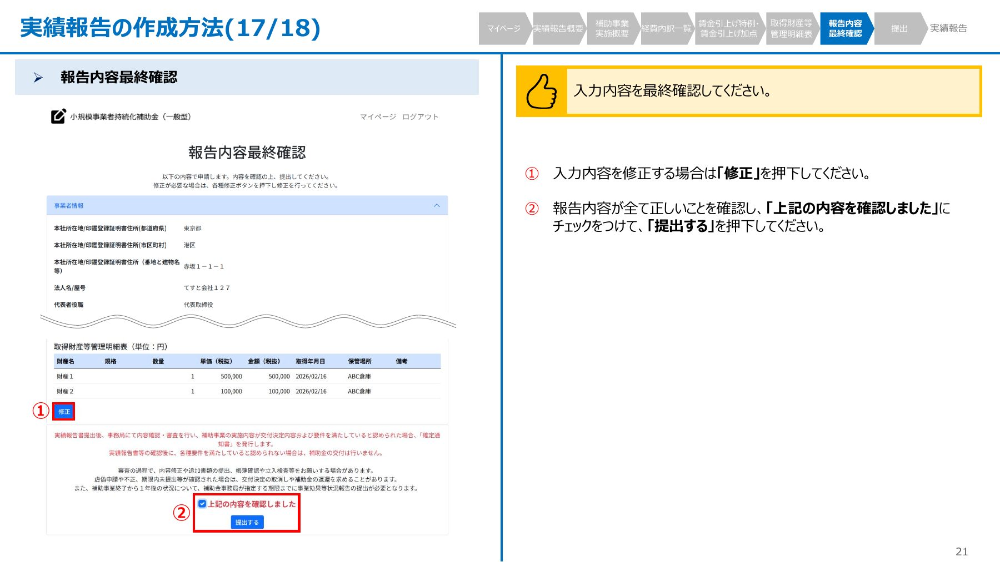 実績報告の作成方法(17/18)
マイページ
実績報告概要
補助事業
実施概要
経費内訳一覧
賃金引上げ特例・
賃金引上げ加点
取得財産等
管理明細表
報告内容
最終確認
提出
実績報告
➢ 報告内容最終確認
小規模事業者持続化補助金（一般型）
マイページ ログアウト
報告内容最終確認
以下の内容で申請します。内容を確認の上、提出してください。
修正が必要な場合は、各種修正ボタンを押下し修正を行ってください。
事業者情報
本社所在地/印鑑登録証明書住所(都道府県) 東京都
本社所在地/印鑑登録証明書住所(市区町村) 港区
本社所在地/印鑑登録証明書住所（番地と建物名
等） 赤坂１－１－１
法人名/屋号 てすと会社１２７
代表者役職 代表取締役
取得財産等管理明細表（単位：円）
財産名 規格 数量 単価（税抜） 金額（税抜） 取得年月日 保管場所 備考
財産１ 1 500,000 500,000 2026/02/16 ABC倉庫
財産２ 1 100,000 100,000 2026/02/16 ABC倉庫
① 修正
実績報告書提出後、事務局にて内容確認・審査を行い、補助事業の実施内容が交付決定内容および要件を満たしていると認められた場合、「確定通
知書」を発行します。
実績報告書等の確認後に、各種要件を満たしていると認められない場合は、補助金の交付は行いません。
審査の過程で、内容修正や追加書類の提出、帳簿確認や立入検査等をお願いする場合があります。
虚偽申請や不正、期限内未提出等が確認された場合は、交付決定の取消しや補助金の返還を求めることがあります。
また、補助事業終了から１年後の状況について、補助金事務局が指定する期限までに事業効果等状況報告の提出が必要となります。
② 上記の内容を確認しました
提出する
入力内容を最終確認してください。
① 入力内容を修正する場合は「修正」を押下してください。
② 報告内容が全て正しいことを確認し、「上記の内容を確認しました」に
チェックをつけて、「提出する」を押下してください。
21